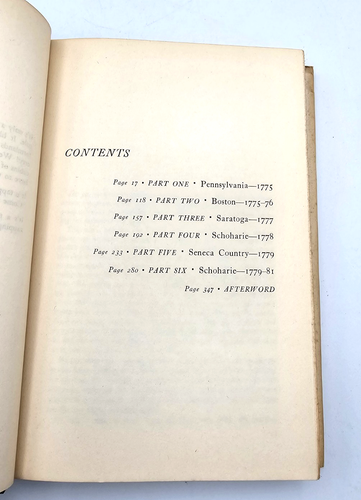 CONTENTS
Page 17 • PART ONE • Pennsylvania—1775
Page 118 • PART TWO • Boston—1775-76
Page 157 • PART THREE • Saratoga—1777
Page 192 • PART FOUR • Schoharie—1778
Page 233 • PART FIVE • Seneca Country—1779
Page 280 • PART SIX • Schoharie—1779-81
Page 347 • AFTERWORD